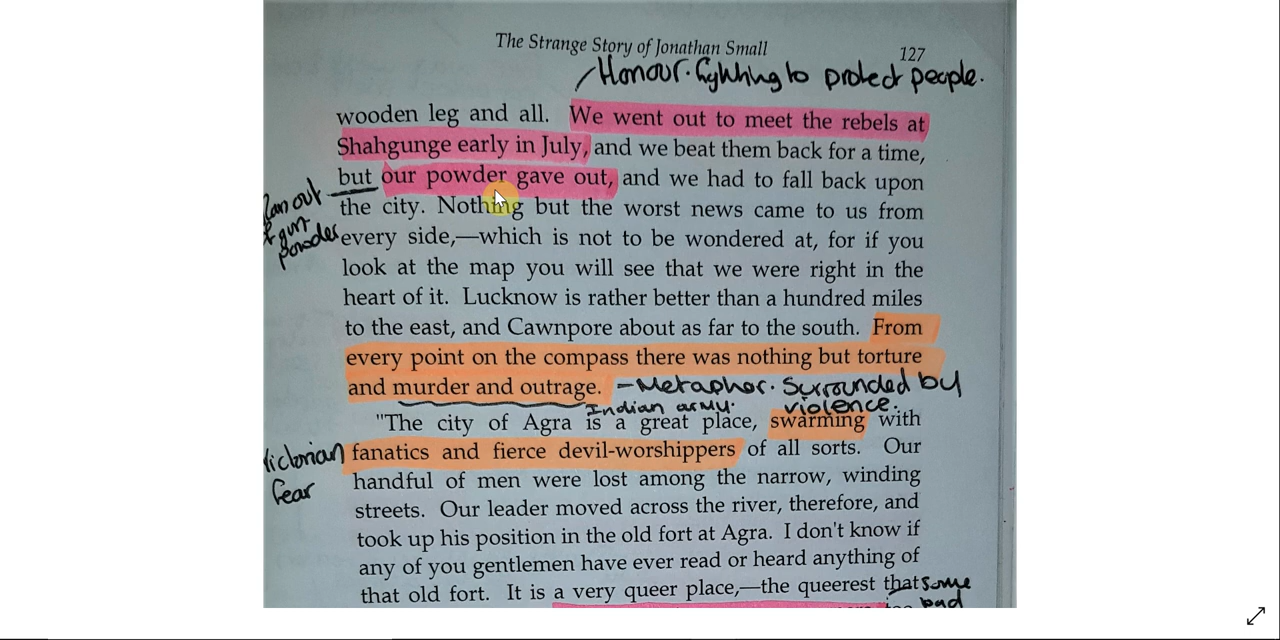 The Strange Story of Jonathan Small 127
Honour. fighting to protect people.
wooden leg and all. We went out to meet the rebels at
Shahgunge early in July, and we beat them back for a time,
but our powder gave out, and we had to fall back upon
Ran out
the city. Nothing but the worst news came to us from
gun
powder every side,—which is not to be wondered at, for if you
look at the map you will see that we were right in the
heart of it. Lucknow is rather better than a hundred miles
to the east, and Cawnpore about as far to the south. From
every point on the compass there was nothing but torture
and murder and outrage. - Metaphor. Surrounded by
Indian army. violence.
"The city of Agra is a great place, swarming with
Victorian fanatics and fierce devil-worshippers of all sorts. Our
fear
handful of men were lost among the narrow, winding
streets. Our leader moved across the river, therefore, and
took up his position in the old fort at Agra. I don't know if
any of you gentlemen have ever read or heard anything of
that old fort. It is a very queer place,—the queerest that some